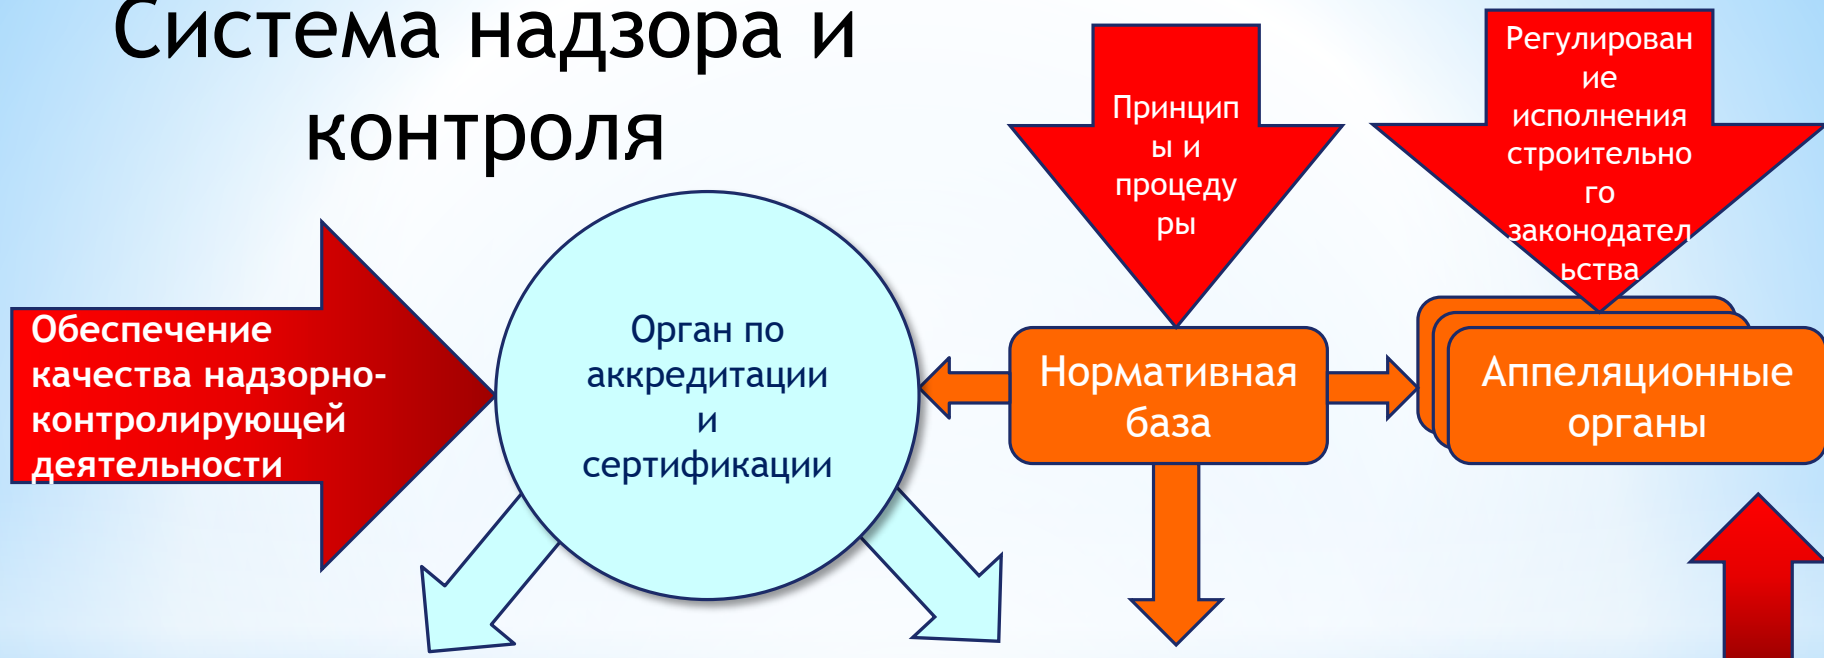 Система надзора и
контроля
Принцип
ы и
процеду
ры
Регулирован
ие
исполнения
строительно
го
законодател
ьства
Обеспечение
качества надзорно-
контролирующей
деятельности
Орган по
аккредитации
и
сертификации
Нормативная
база
Аппеляционные
органы